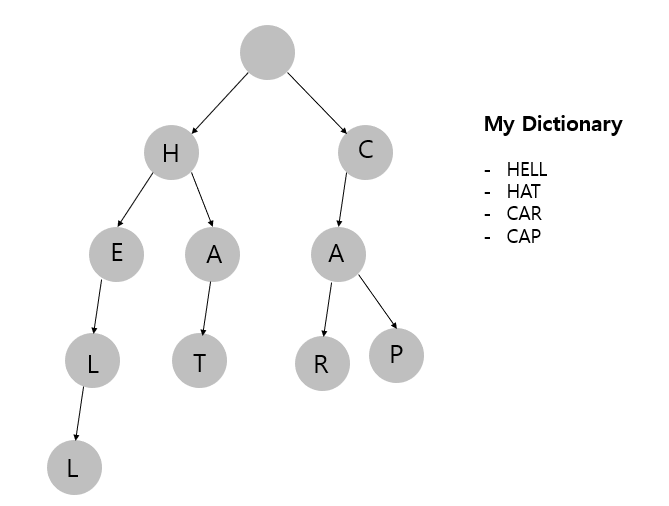 My Dictionary
H C
- HELL
- HAT
- CAR
- CAP
E A A
L T R P
L